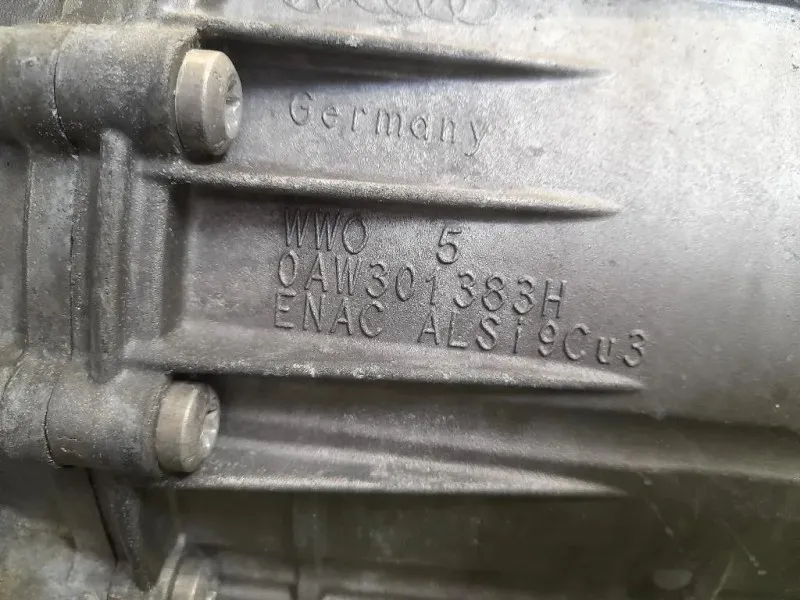 Germany
WWO 5
0AW301383H
ENAC ALSi9Cu3